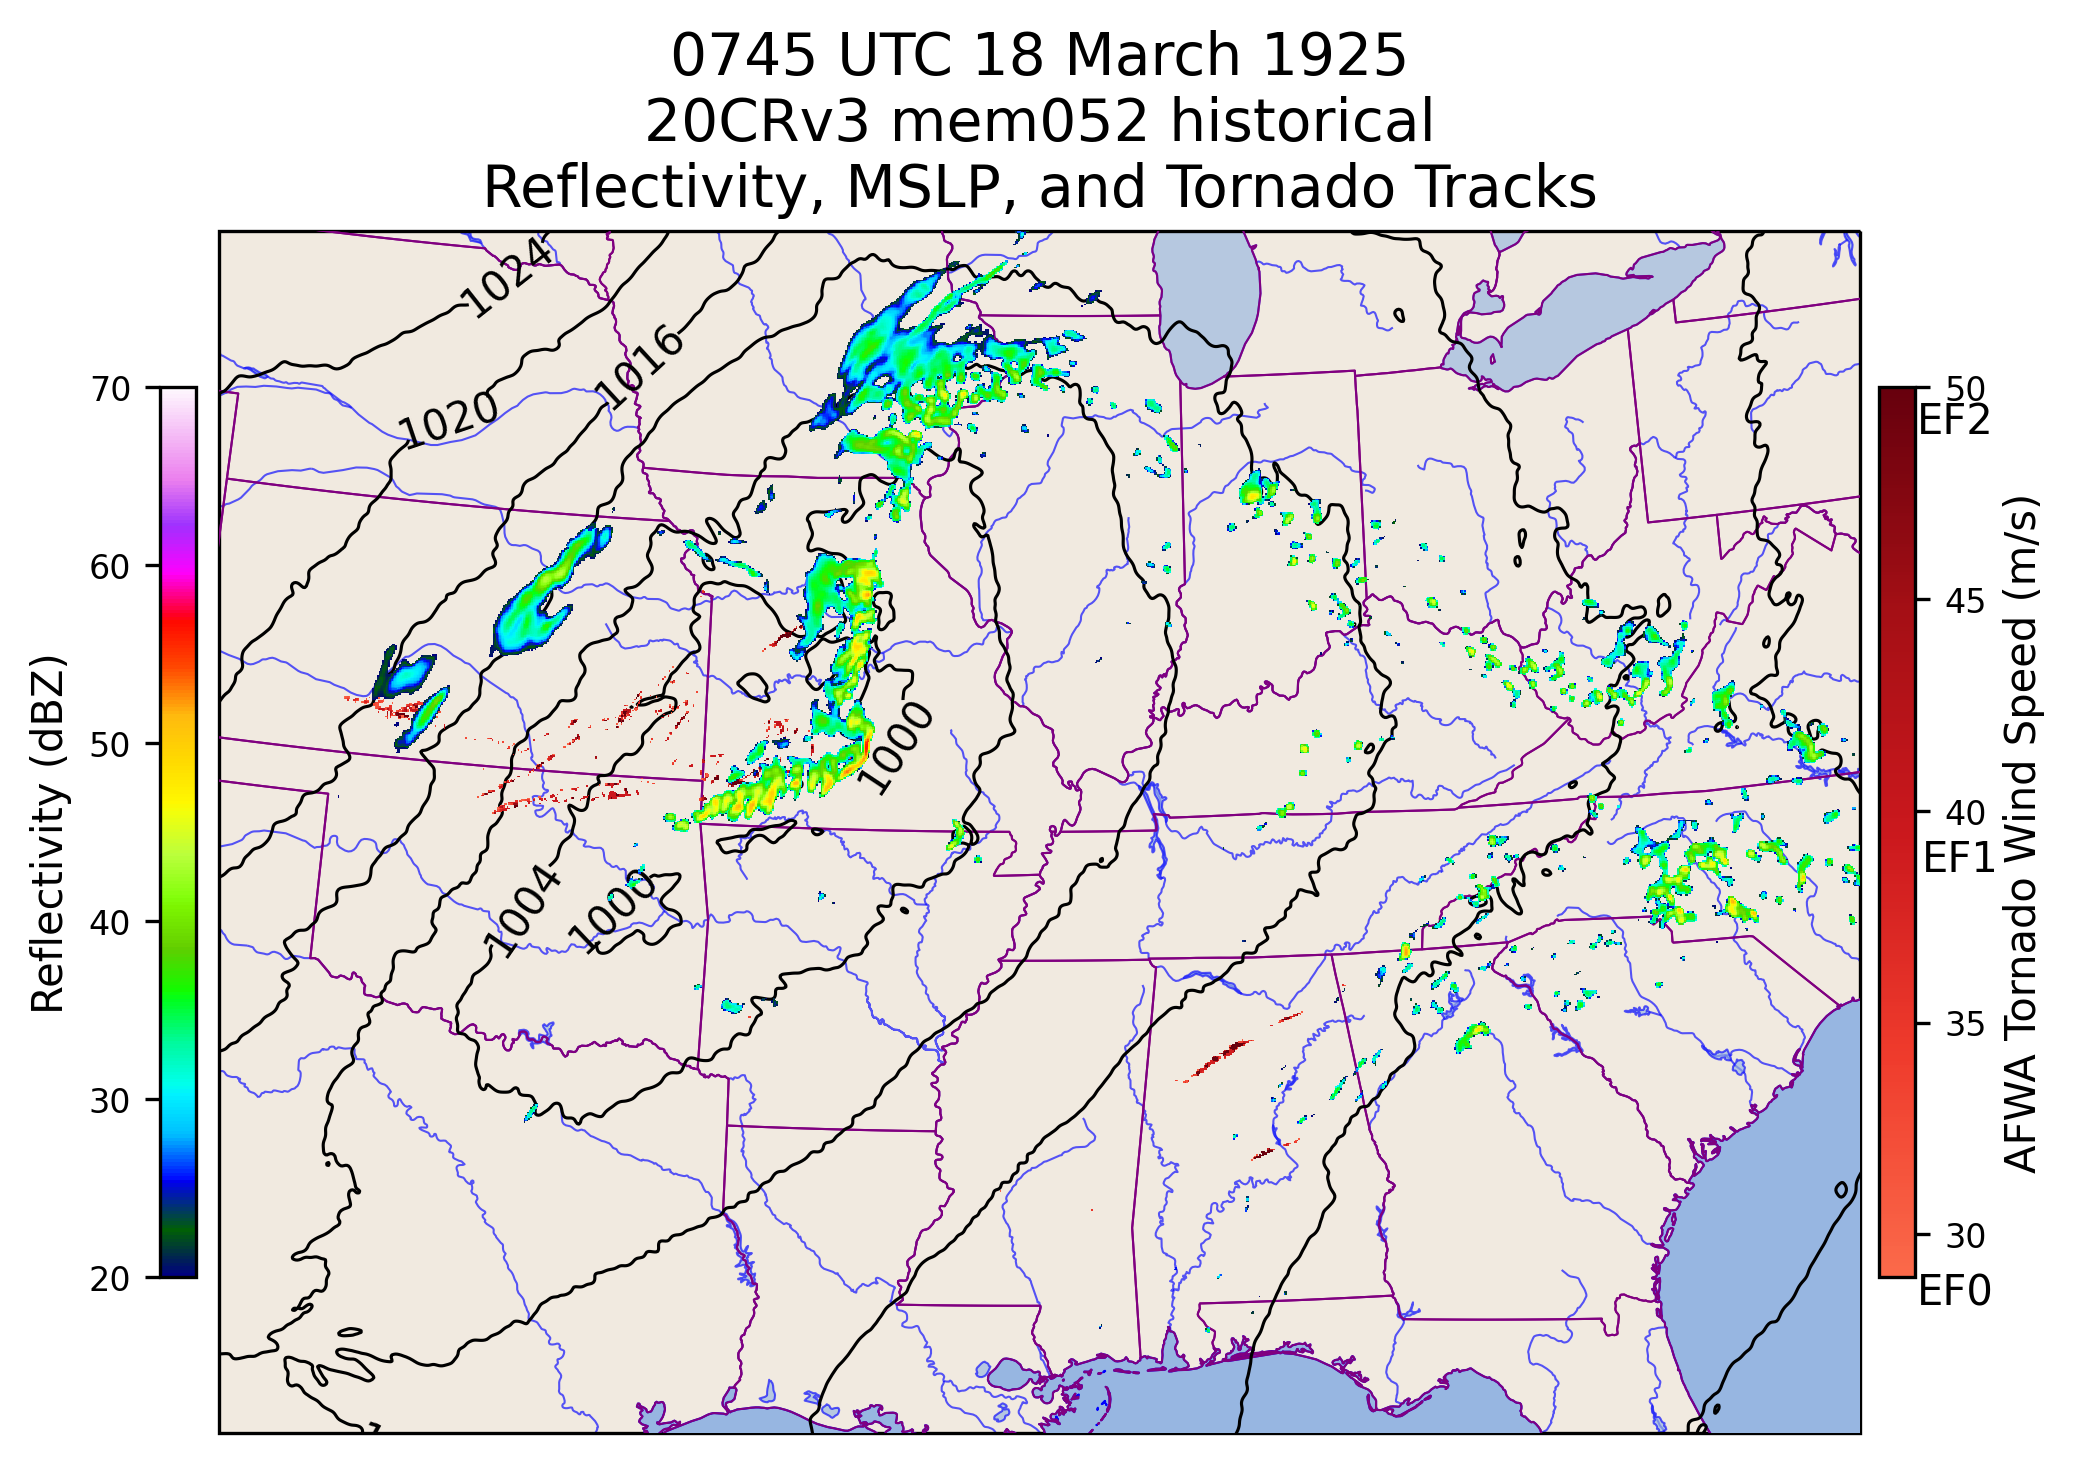 0745 UTC 18 March 1925
20CRv3 mem052 historical
Reflectivity, MSLP, and Tornado Tracks
1024
1016
1020
1000
1004
1000
70
60
50
40
30
20
Reflectivity (dBZ)
50
EF2
45
40
EF1
35
30
EF0
AFWA Tornado Wind Speed (m/s)